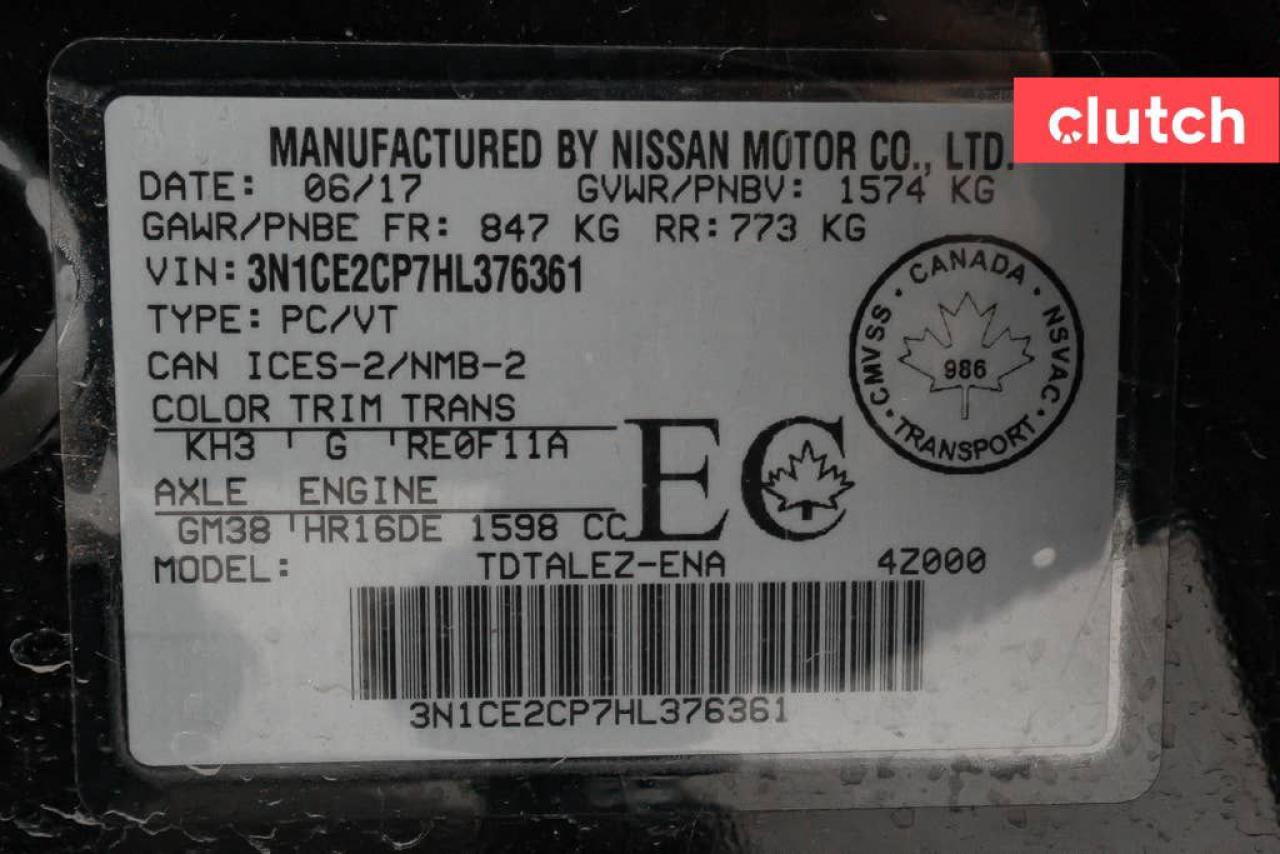 clutch
MANUFACTURED BY NISSAN MOTOR CO., LTD.
DATE: 06/17 GVWR/PNBV: 1574 KG
GAWR/PNBE FR: 847 KG RR: 773 KG
VIN: 3N1CE2CP7HL376361
TYPE: PC/VT
CAN ICES-2/NMB-2
COLOR TRIM TRANS
KH3 ' G ' RE0F11A
AXLE ENGINE
GM38 ' HR16DE 1598 CC
EC
CANADA · NSVAC · TRANSPORT · CMVSS ·
986
MODEL: TDTALEZ-ENA 4Z000
3N1CE2CP7HL376361